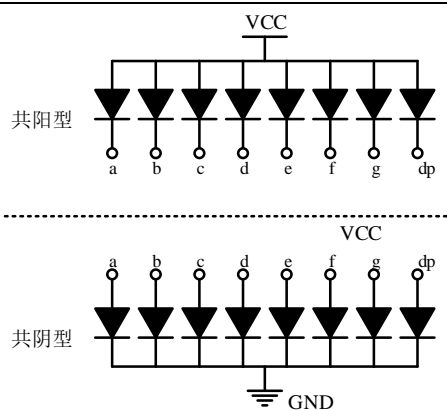 VCC
共阳型
a b c d e f g dp
VCC
a b c d e f g dp
共阴型
GND